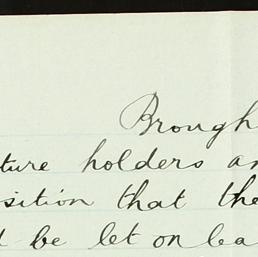 Brough
ture holders an
sition that the
d be let on lea